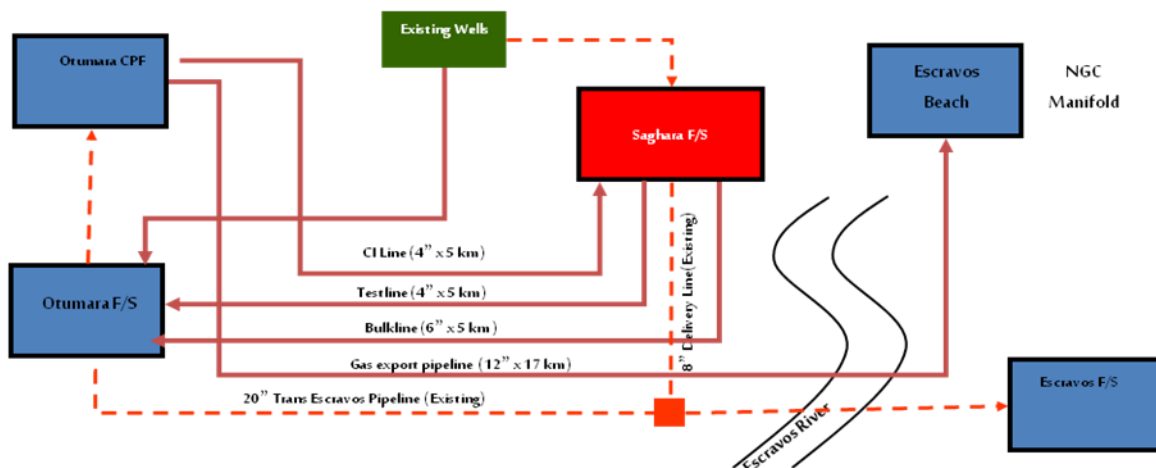 Existing Wells
Otumara CPF
Escravos
Beach
NGC
Manifold
Saghara F/S
CI Line (4” x 5 km)
Otumara F/S
Testline (4” x 5 km)
Bulkline (6” x 5 km)
8” Delivery Line(Existing)
Gas export pipeline (12” x 17 km)
Escravos F/S
20” Trans Escravos Pipeline (Existing)
Escravos River